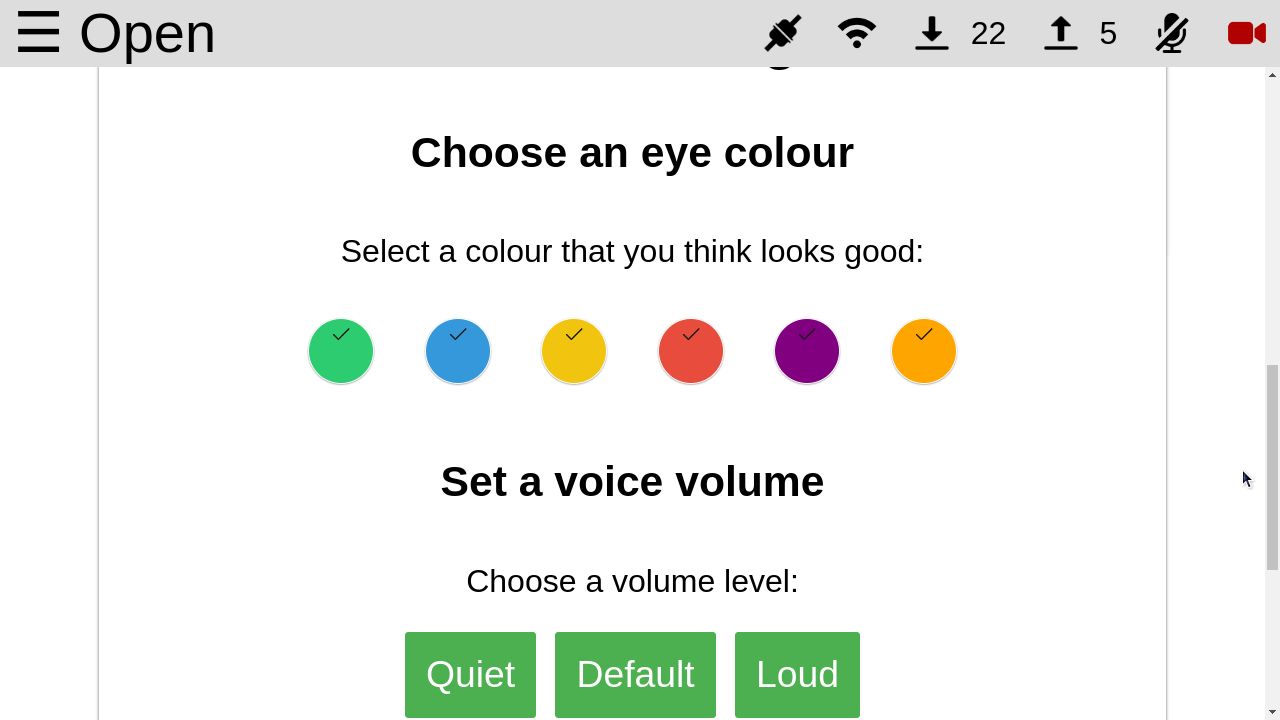 ☰ Open
22
5
Choose an eye colour
Select a colour that you think looks good:
Set a voice volume
Choose a volume level:
Quiet
Default
Loud